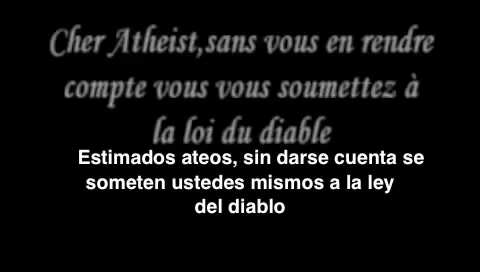 Cher Atheist,sans vous en rendre
compte vous vous soumettez à
la loi du diable
Estimados ateos, sin darse cuenta se
someten ustedes mismos a la ley
del diablo